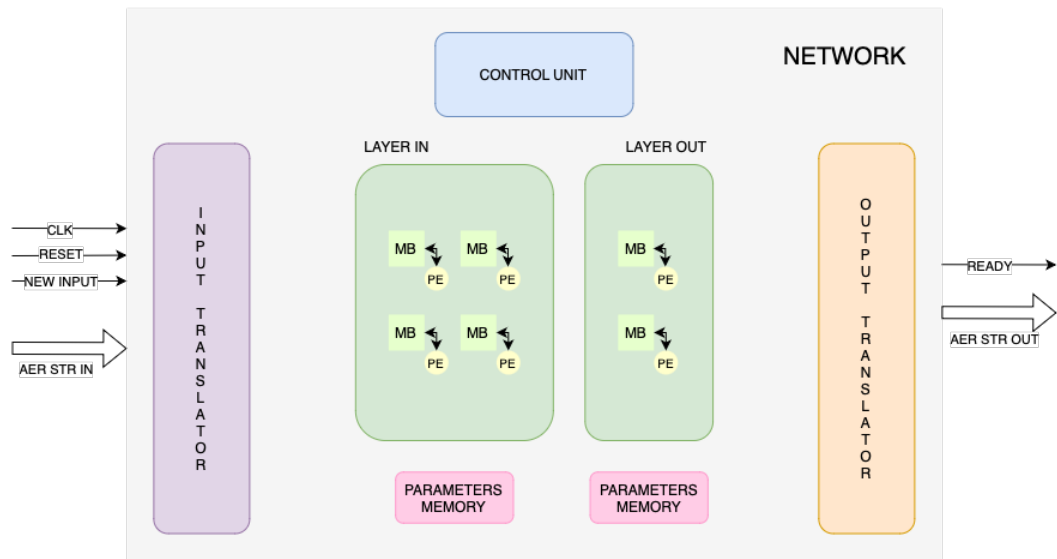 NETWORK
CONTROL UNIT
LAYER IN
LAYER OUT
INPUT TRANSLATOR
OUTPUT TRANSLATOR
CLK
RESET
NEW INPUT
AER STR IN
MB
MB
MB
PE
PE
PE
MB
MB
MB
PE
PE
PE
READY
AER STR OUT
PARAMETERS
MEMORY
PARAMETERS
MEMORY